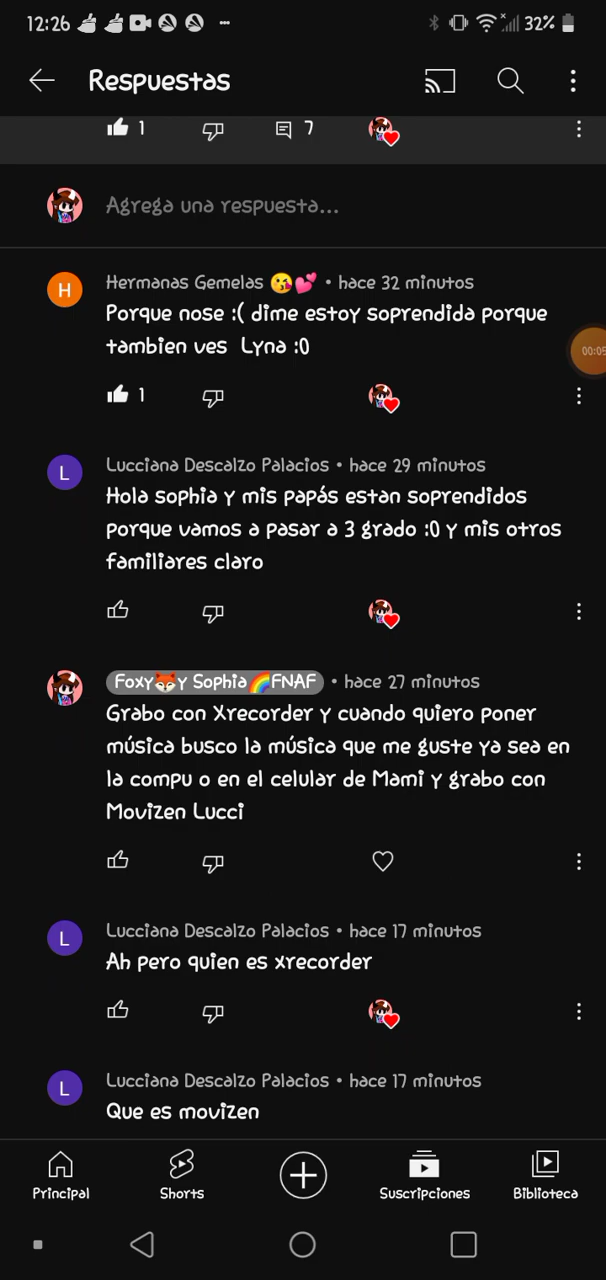 12:26 32%
Respuestas
1 7
Agrega una respuesta...
H
Hermanas Gemelas 😘💕 • hace 32 minutos
Porque nose :( dime estoy soprendida porque
tambien ves Lyna :0
00:05
1
L
Lucciana Descalzo Palacios • hace 29 minutos
Hola sophia y mis papás estan soprendidos
porque vamos a pasar a 3 grado :0 y mis otros
familiares claro
Foxy🦊y Sophia🌈FNAF • hace 27 minutos
Grabo con Xrecorder y cuando quiero poner
música busco la música que me guste ya sea en
la compu o en el celular de Mami y grabo con
Movizen Lucci
L
Lucciana Descalzo Palacios • hace 17 minutos
Ah pero quien es xrecorder
L
Lucciana Descalzo Palacios • hace 17 minutos
Que es movizen
Principal Shorts Suscripciones Biblioteca